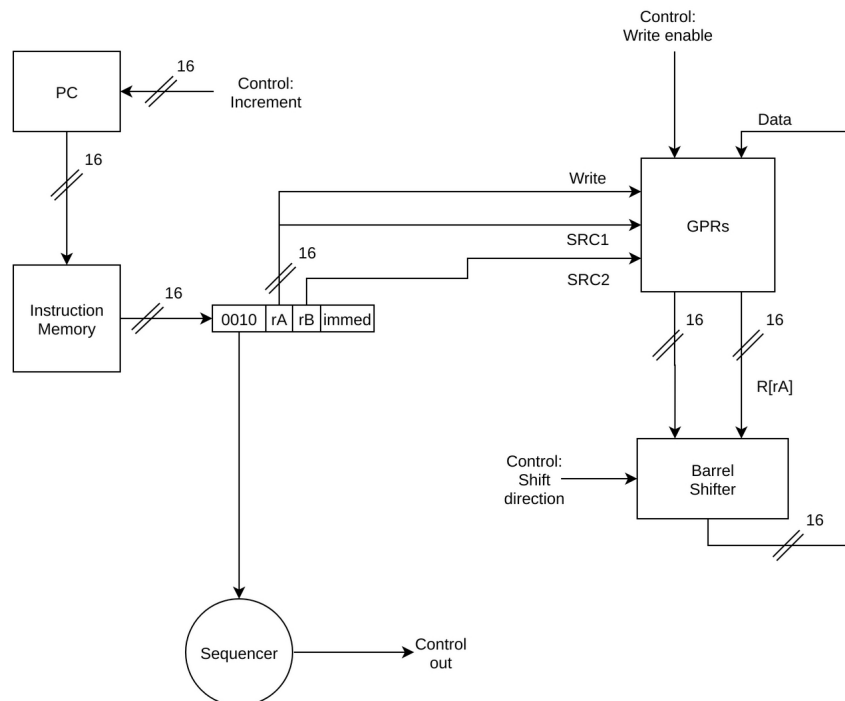 Control:
Write enable
16
PC
Control:
Increment
Data
16
Write
GPRs
SRC1
16
SRC2
Instruction
Memory
16
0010 rA rB immed
16
16
R[rA]
Control:
Shift
direction
Barrel
Shifter
16
Sequencer
Control
out